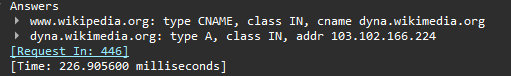 Answers
www.wikipedia.org: type CNAME, class IN, cname dyna.wikimedia.org
dyna.wikimedia.org: type A, class IN, addr 103.102.166.224
[Request In: 446]
[Time: 226.905600 milliseconds]